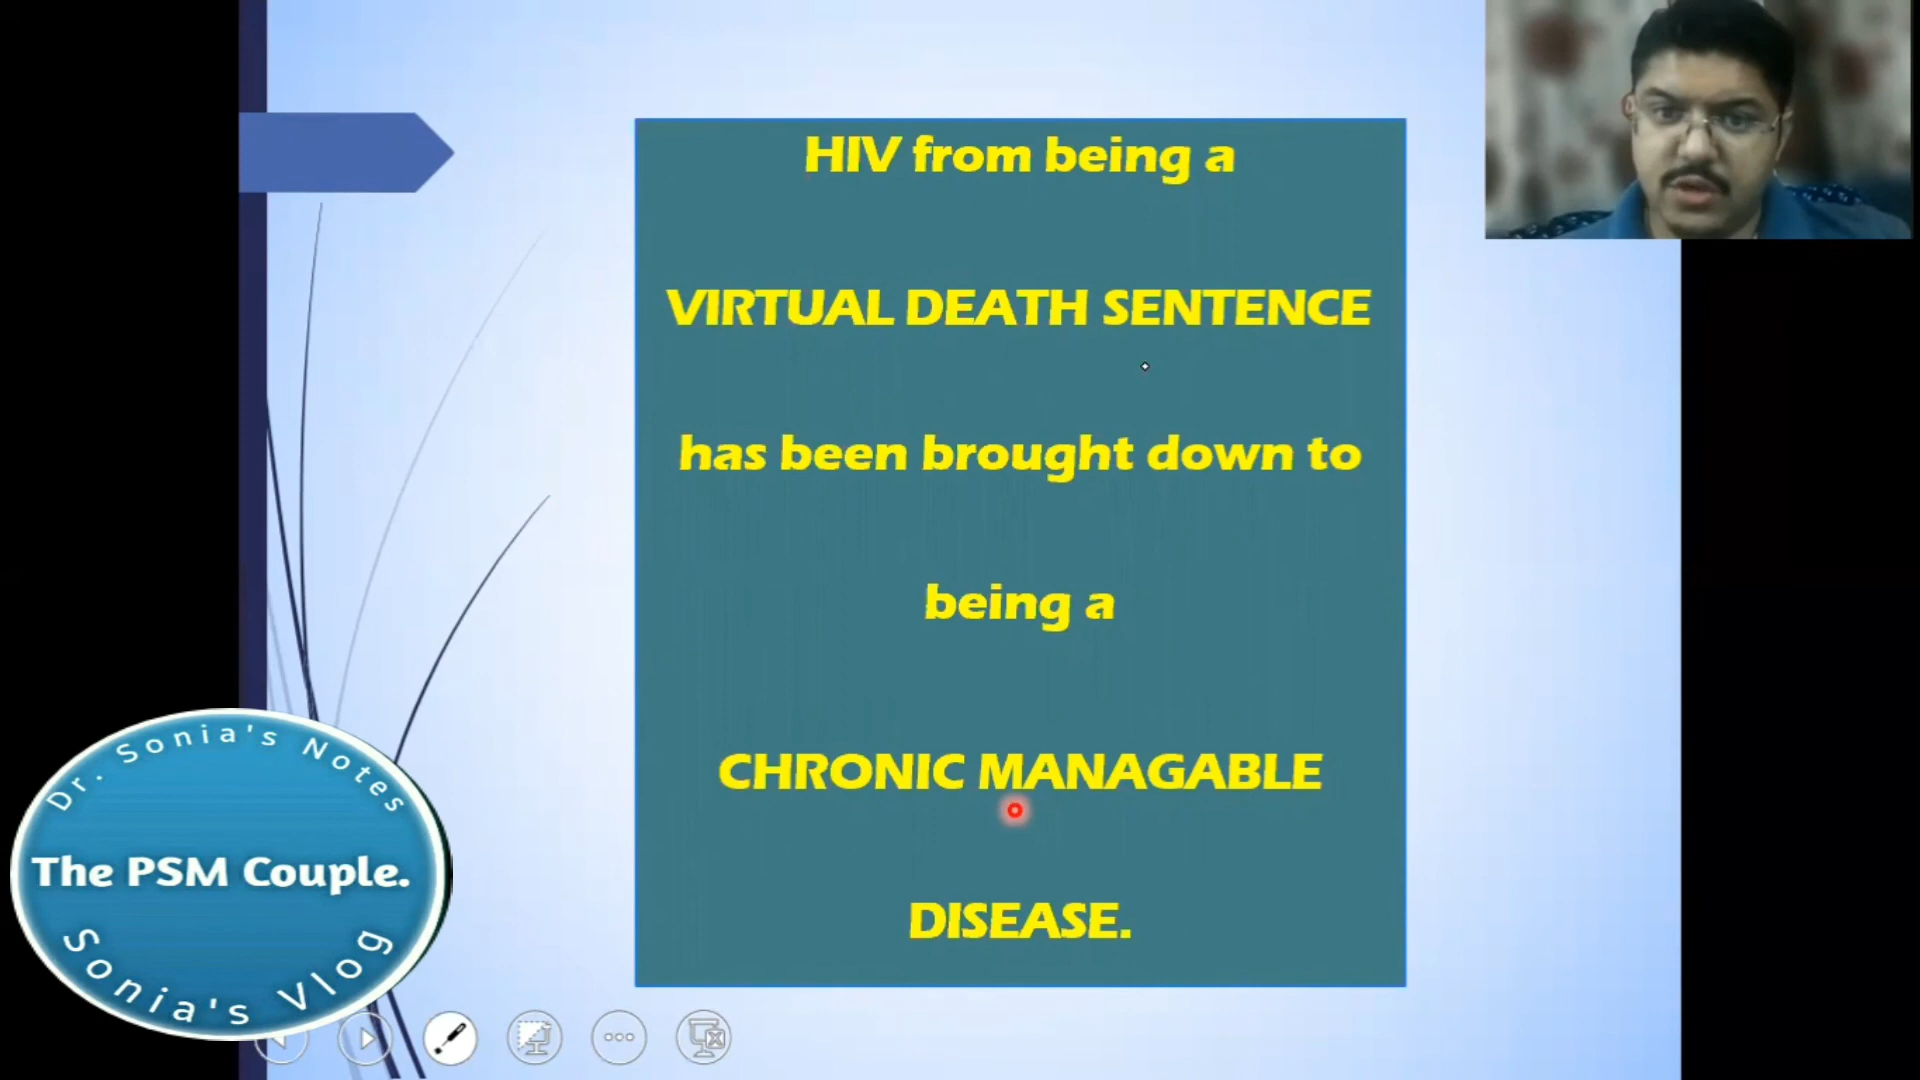 HIV from being a
VIRTUAL DEATH SENTENCE
has been brought down to
being a
CHRONIC MANAGABLE
DISEASE.
Dr. Sonia's Notes
The PSM Couple.
Sonia's Vlog